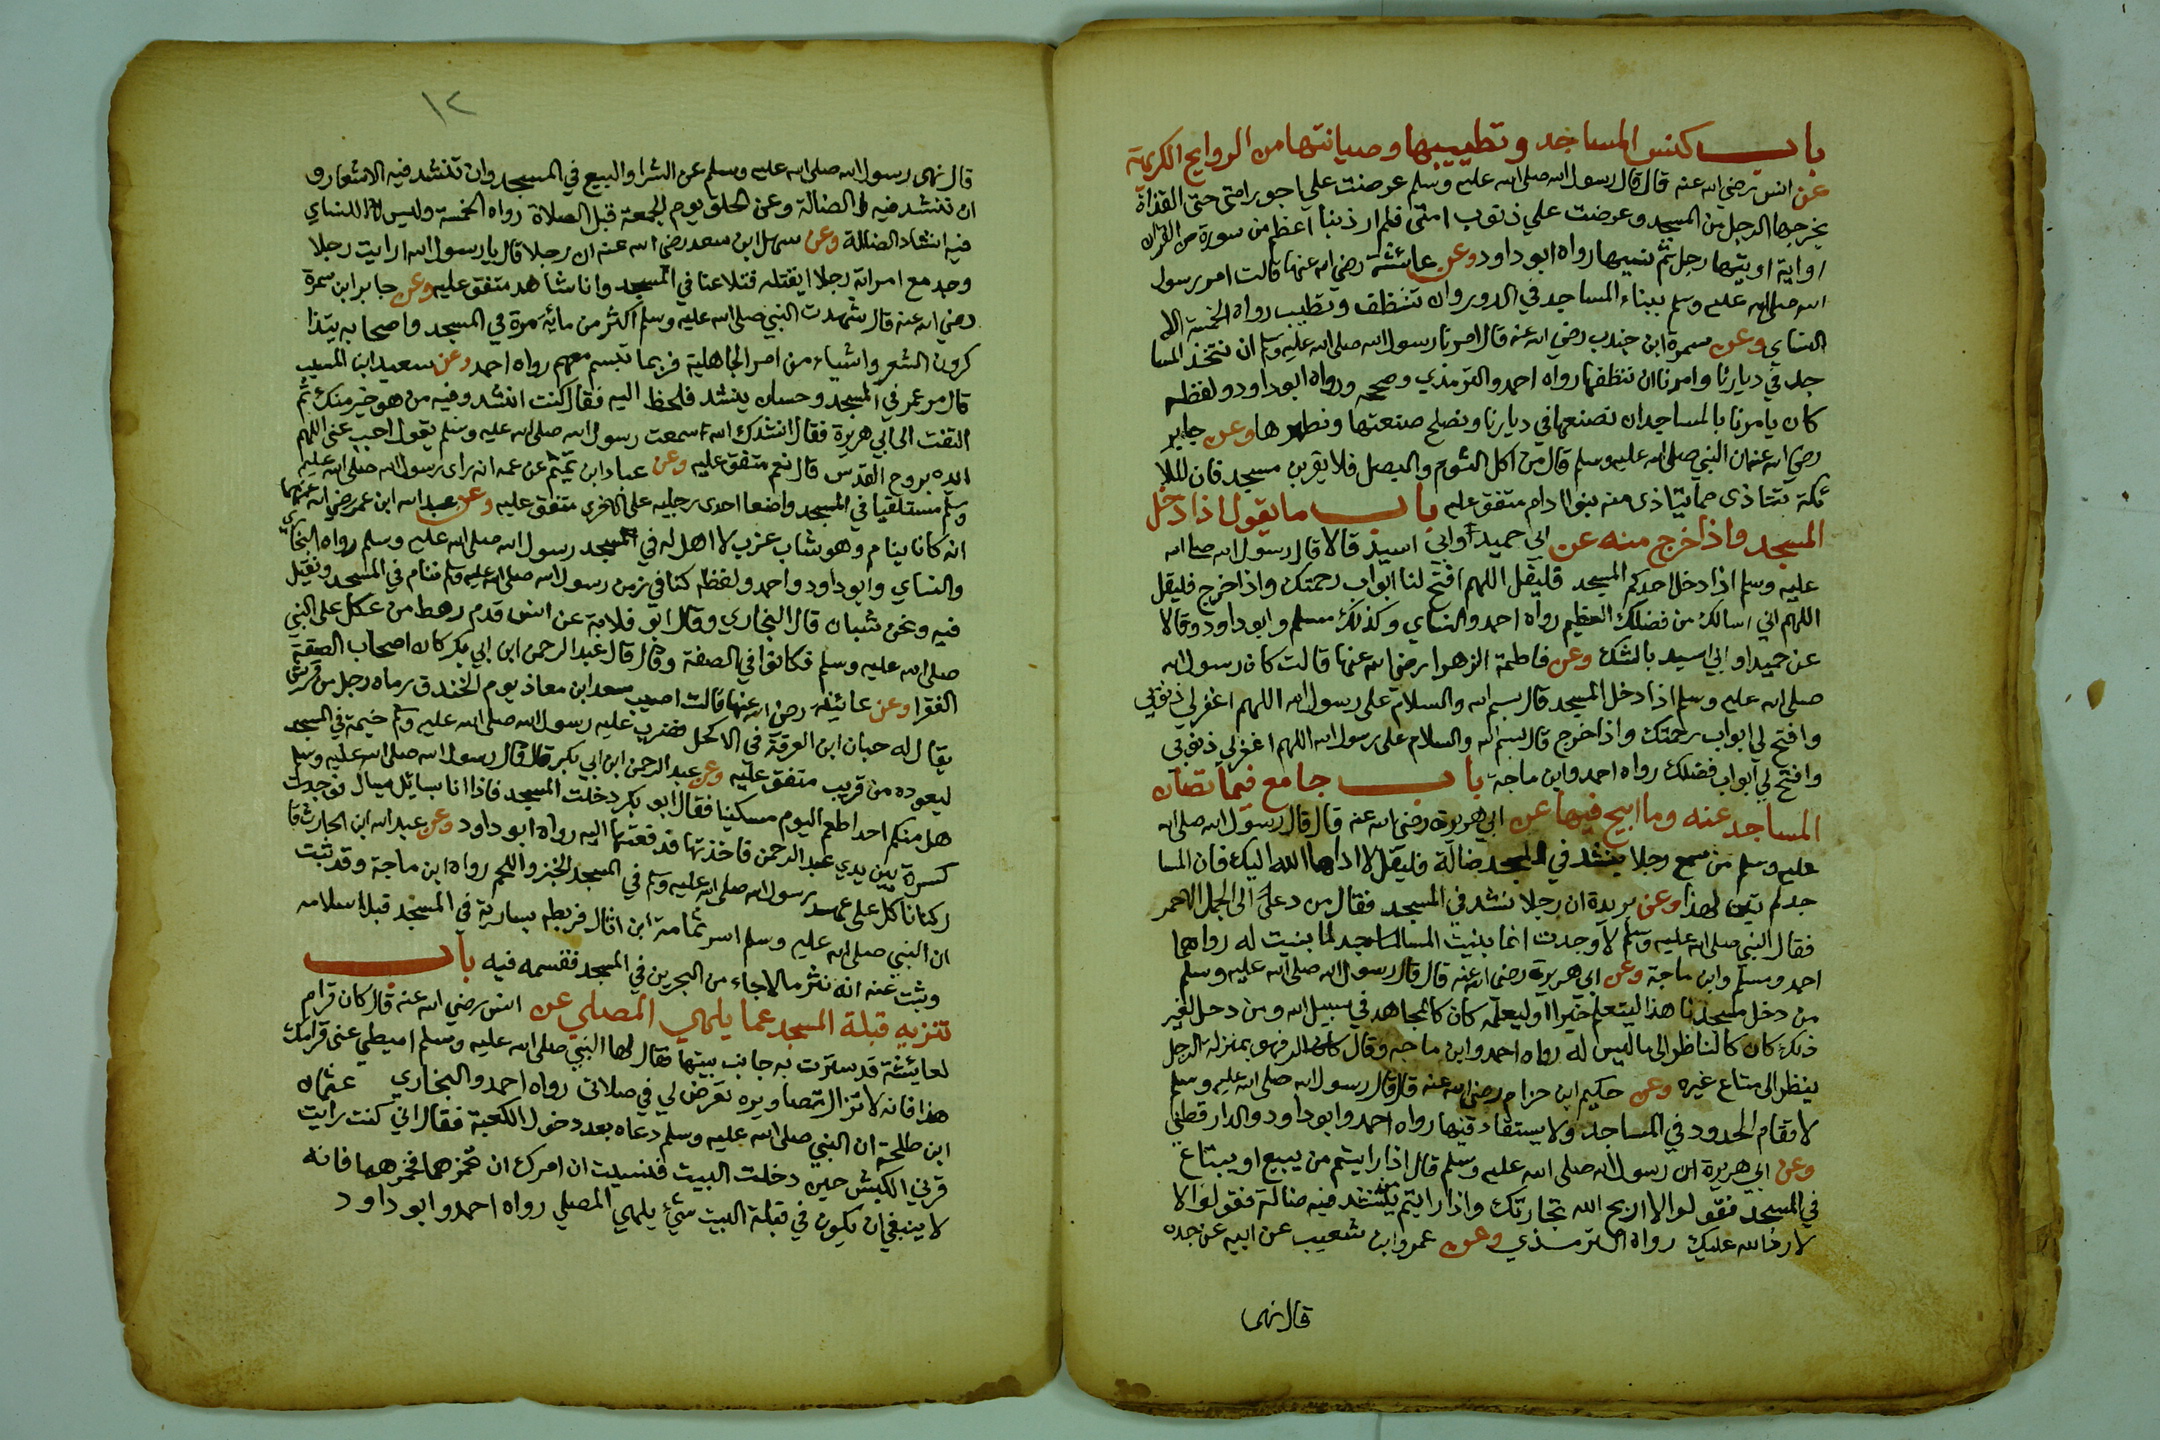 باب كنس المساجد وتطييبها وصيانتها من الروايح الكريهة
عن انس رضي الله عنه قال قال رسول الله صلى الله عليه وسلم عرضت علي اجور امتي حتى القذاة
يخرجها الرجل من المسجد وعرضت علي ذنوب امتي فلم ار ذنبا اعظم من سورة من القران
او اية اوتيها رجل ثم نسيها رواه ابو داود وعن عائشة رضي الله عنها قالت امر رسول
الله صلى الله عليه وسلم ببناء المساجد في الدور وان تنظف وتطيب رواه الخمسة الا
النساي وعن سمرة ابن جندب رضي الله عنه قال امرنا رسول الله صلى الله عليه وسلم ان نتخذ المسا
جد في ديارنا وامرنا ان ننظفها رواه احمد والترمذي وصححه ورواه ابو داود ولفظه
كان يامرنا بالمساجد ان نصنعها في ديارنا ونصلح صنعتها ونطهرها وعن جابر
رضي الله عنه ان النبي صلى الله عليه وسلم قال من اكل الثوم والبصل فلا يقربن مسجدنا فان الملا
ئكة تتاذى مما يتاذى منه بنوا ادام متفق عليه باب ما يقول اذا دخل
المسجد واذا خرج منه عن ابي حميد اوابي اسيد قالا قال رسول الله صلى الله
عليه وسلم اذا دخل احدكم المسجد فليقل اللهم افتح لنا ابواب رحمتك واذا خرج فليقل
اللهم اني اسالك من فضلك العظيم رواه احمد والنساي وكذلك مسلم وابو داود وقالا
عن حميد او ابي اسيد بالشك وعن فاطمة الزهرا رضي الله عنها قالت كان رسول الله
صلى الله عليه وسلم اذا دخل المسجد قال بسم الله والسلام على رسول الله اللهم اغفر لي ذنوبي
وافتح لي ابواب رحمتك واذا خرج قال بسم الله والسلام على رسول الله اللهم اغفر لي ذنوبي
وافتح لي ابواب فضلك رواه احمد وابن ماجة باب جامع فيما تصان
المساجد عنه وما ابيح فيها عن ابي هريرة رضي الله عنه قال قال رسول الله صلى الله
عليه وسلم من سمع رجلا ينشد في المسجد ضالة فليقل لا اداها الله اليك فان المسا
جد لم تبن لهذا وعن بريدة ان رجلا نشد في المسجد فقال من دعى الى الجمل الاحمر
فقال النبي صلى الله عليه وسلم لا وجدت انما بنيت المساجد لما بنيت له رواهما
احمد ومسلم وابن ماجة وعن ابي هريرة رضي الله عنه قال قال رسول الله صلى الله عليه وسلم
من دخل مسجدنا هذا ليتعلم خيرا اوليعلمه كان كالمجاهد في سبيل الله ومن دخل لغير
ذلك كان كالناظر الى ما ليس له رواه احمد وابن ماجه وقال فهو بمنزلة الرجل
ينظر الى متاع غيره وعن حكيم ابن حزام رضي الله عنه قال قال رسول الله صلى الله عليه وسلم
لا تقام الحدود في المساجد ولا يستقاد فيها رواه احمد وابو داود والدار قطني
وعن ابي هريرة ان رسول الله صلى الله عليه وسلم قال اذا رايتم من يبيع او يبتاع
في المسجد فقولوا لا اربح الله تجارتك واذا رايتم ينشد فيه ضالة فقولوا لا
لا رد الله عليك رواه الترمذي وعن عمرو ابن شعيب عن ابيه عن جده
قال نهى
١٢
قال نهى رسول الله صلى الله عليه وسلم عن الشرا والبيع في المسجد وان تنشد فيه الاشعار و
ان تنشد فيه الضالة وعن الحلق يوم الجمعة قبل الصلاة رواه الخمسة وليس للنساي
فيه انشاد الضالة وعن سهل ابن سعد رضي الله عنه ان رجلا قال يا رسول الله ارايت رجلا
وجد مع امراته رجلا ايقتله فتلاعنا في المسجد وانا شاهد متفق عليه وعن جابر ابن سمرة
رضي الله عنه قال شهدت النبي صلى الله عليه وسلم اكثر من مائة مرة في المسجد واصحابه يتذا
كرون الشعر واشياء من امر الجاهلية فربما تبسم معهم رواه احمد وعن سعيد ابن المسيب
قال مر عمر في المسجد وحسان ينشد فلحظ اليه فقال كنت انشد وفيه من هو خير منك ثم
التفت الى ابي هريرة فقال انشدك الله اسمعت رسول الله صلى الله عليه وسلم يقول اجب عني اللهم
ايده بروح القدس قال نعم متفق عليه وعن عباد ابن تميم عن عمه انه راى رسول الله صلى الله عليه
وسلم مستلقيا في المسجد واضعا احدى رجليه على الاخرى متفق عليه وعن عبد الله ابن عمر رضي الله عنهما
انه كان ينام وهو شاب عزب لا اهل له في المسجد رسول الله صلى الله عليه وسلم رواه البخاري
والنساي وابو داود واحمد ولفظه كنا في زمن رسول الله صلى الله عليه وسلم ننام في المسجد ونقيل
فيه ونحن شبان قال البخاري وقال ابو قلابة عن انس قدم رهط من عكل على النبي
صلى الله عليه وسلم فكانوا في الصفة وقال قال عبد الرحمن ابن ابي بكر كان اصحاب الصفة
الفقرا وعن عائشة رضي الله عنها قالت اصيب سعد ابن معاذ يوم الخندق رماه رجل من قريش
يقال له حبان ابن العرقة في الاكحل فضرب عليه رسول الله صلى الله عليه وسلم خيمة في المسجد
ليعوده من قريب متفق عليه وعن عبد الرحمن ابن ابي بكر قال قال رسول الله صلى الله عليه وسلم
هل منكم احد اطعم اليوم مسكينا فقال ابو بكر دخلت المسجد فاذا انا بسائل يسال فوجدت
كسرة بين يدي عبد الرحمن فاخذتها فدفعتها اليه رواه ابو داود وعن عبد الله ابن الحارث قا
ل كنا ناكل على عهد رسول الله صلى الله عليه وسلم في المسجد الخبز واللحم رواه ابن ماجة وقد ثبت
ان النبي صلى الله عليه وسلم اسر ثمامة ابن اثال فربطه بسارية في المسجد قبل اسلامه
وثبت عنه انه نثر مالا جاء من البحرين في المسجد فقسمه فيه باب
تنزيه قبلة المسجد عما يلهي المصلي عن انس رضي الله عنه قال كان قرام
لعائشة قد سترت به جانب بيتها فقال لها النبي صلى الله عليه وسلم اميطي عني قرامك
هذا فانه لا تزال تصاويره تعرض لي في صلاتي رواه احمد والبخاري عثمان
ابن طلحة ان النبي صلى الله عليه وسلم دعاه بعد دخول الكعبة فقال اني كنت رايت
قرني الكبش حين دخلت البيت فنسيت ان امرك ان تخمرهما فخمرهما فانه
لا ينبغي ان يكون في قبلة البيت شيئ يلهي المصلي رواه احمد وابو داود